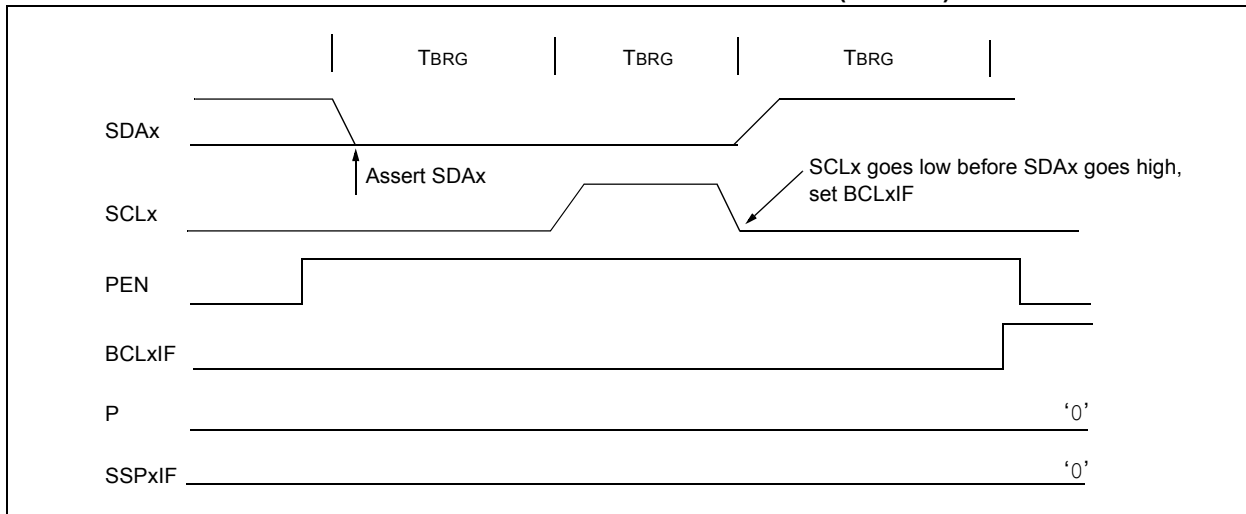 TBRG TBRG TBRG
SDAx
Assert SDAx
SCLx goes low before SDAx goes high,
set BCLxIF
SCLx
PEN
BCLxIF
P '0'
SSPxIF '0'